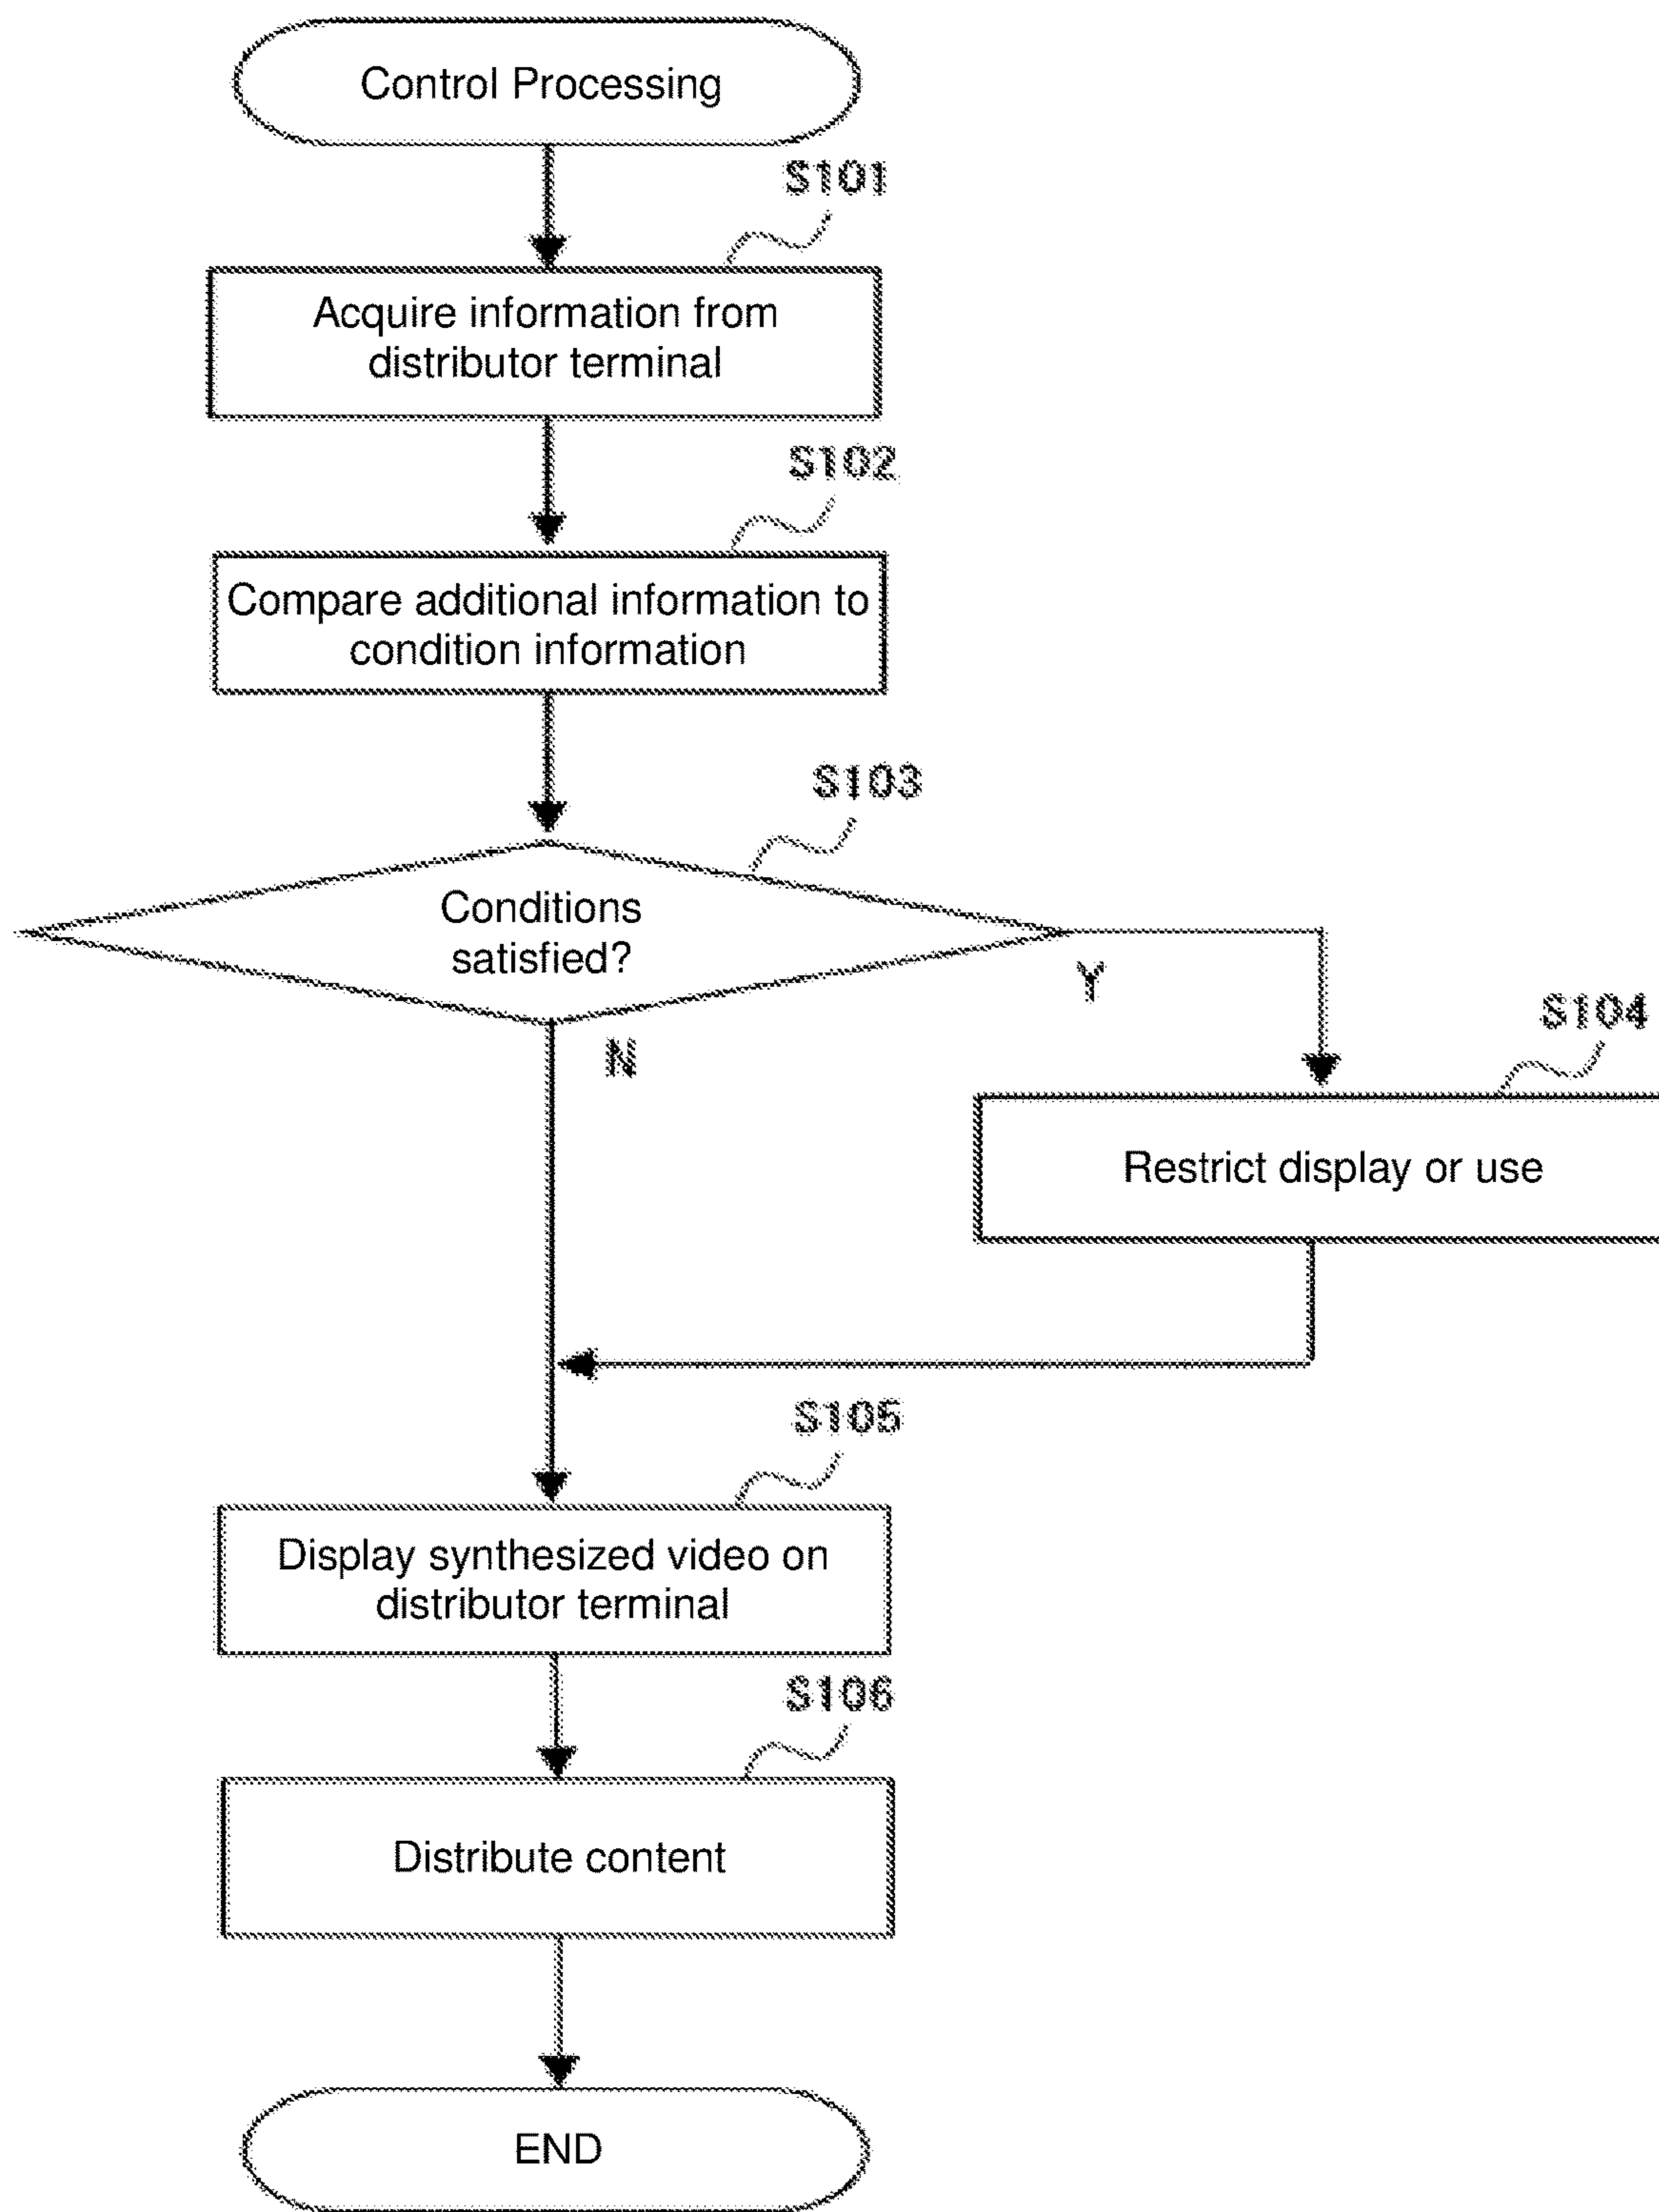 Control Processing
S101
Acquire information from
distributor terminal
S102
Compare additional information to
condition information
S103
Conditions
satisfied?
Y
N
S104
Restrict display or use
S105
Display synthesized video on
distributor terminal
S106
Distribute content
END